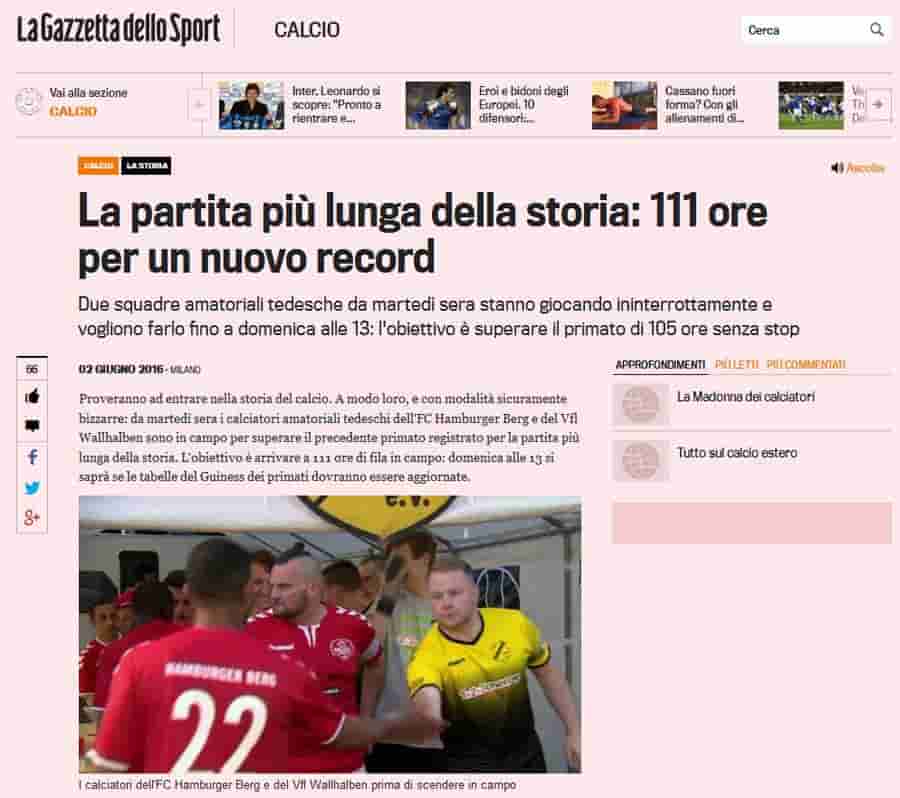 La Gazzetta dello Sport
CALCIO
Cerca
Vai alla sezione
CALCIO
Inter, Leonardo si
scopre: "Pronto a
rientrare e...
Eroi e bidoni degli
Europei. 10
difensori:...
Cassano fuori
forma? Con gli
allenamenti di...
CALCIO LA STORIA
Ascolta
La partita più lunga della storia: 111 ore
per un nuovo record
Due squadre amatoriali tedesche da martedì sera stanno giocando ininterrottamente e
vogliono farlo fino a domenica alle 13: l'obiettivo è superare il primato di 105 ore senza stop
66
02 GIUGNO 2016 - MILANO
Proveranno ad entrare nella storia del calcio. A modo loro, e con modalità sicuramente
bizzarre: da martedì sera i calciatori amatoriali tedeschi dell'FC Hamburger Berg e del Vfl
Wallhalben sono in campo per superare il precedente primato registrato per la partita più
lunga della storia. L'obiettivo è arrivare a 111 ore di fila in campo: domenica alle 13 si
saprà se le tabelle del Guiness dei primati dovranno essere aggiornate.
APPROFONDIMENTI PIÙ LETTI PIÙ COMMENTATI
La Madonna dei calciatori
Tutto sul calcio estero
e.V.
HAMBURGER BERG
22
I calciatori dell'FC Hamburger Berg e del Vfl Wallhalben prima di scendere in campo